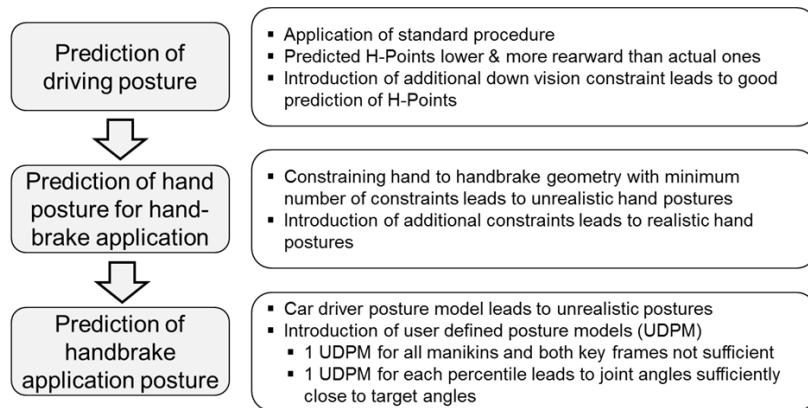 Prediction of
driving posture
▪ Application of standard procedure
▪ Predicted H-Points lower & more rearward than actual ones
▪ Introduction of additional down vision constraint leads to good
prediction of H-Points
Prediction of hand
posture for hand-
brake application
▪ Constraining hand to handbrake geometry with minimum
number of constraints leads to unrealistic hand postures
▪ Introduction of additional constraints leads to realistic hand
postures
Prediction of
handbrake
application posture
▪ Car driver posture model leads to unrealistic postures
▪ Introduction of user defined posture models (UDPM)
▪ 1 UDPM for all manikins and both key frames not sufficient
▪ 1 UDPM for each percentile leads to joint angles sufficiently
close to target angles